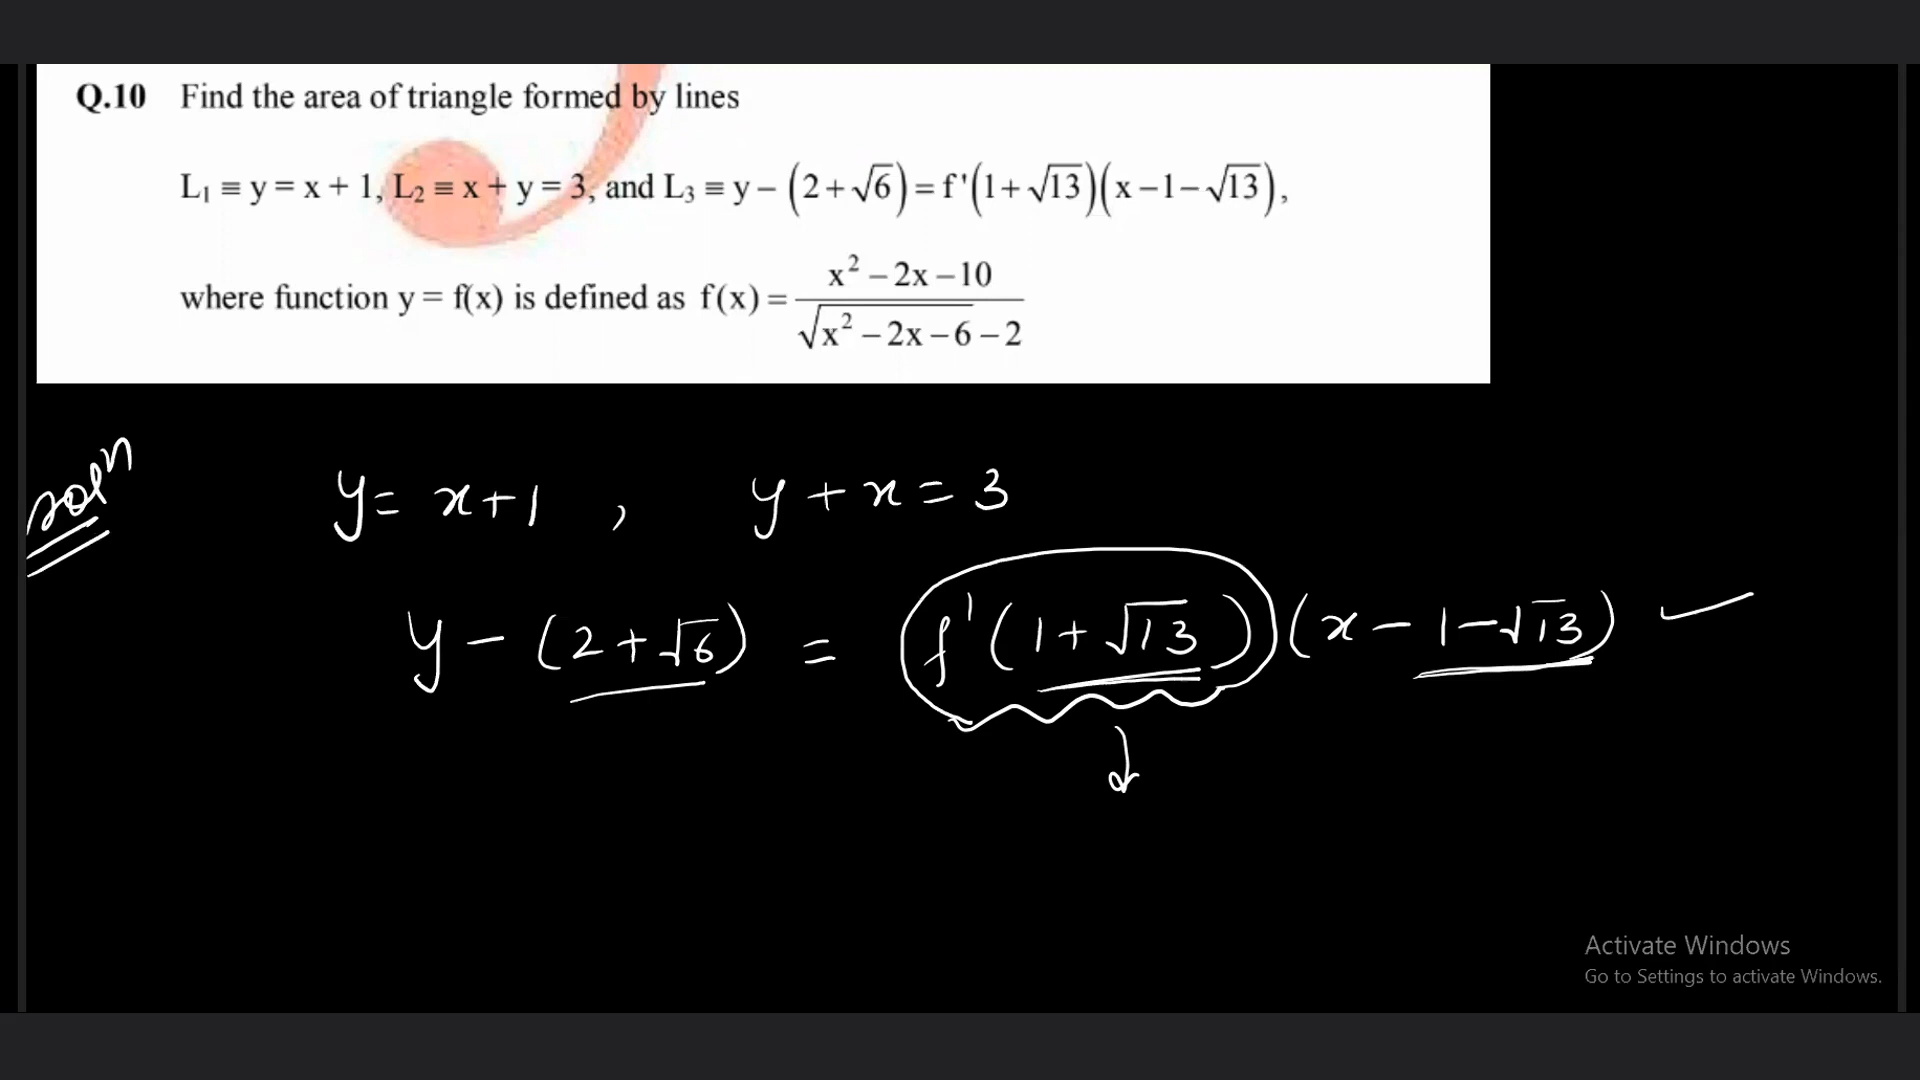 Q.10 Find the area of triangle formed by lines
L₁ ≡ y = x + 1, L₂ ≡ x + y = 3, and L₃ ≡ y − (2+√6) = f'(1+√13)(x−1−√13),
where function y = f(x) is defined as f(x) = (x² − 2x − 10)/(√(x² − 2x − 6) − 2)
solⁿ
y = x+1 , y + x = 3
y − (2+√6) = (f'(1+√13))(x − 1−√13)
Activate Windows
Go to Settings to activate Windows.